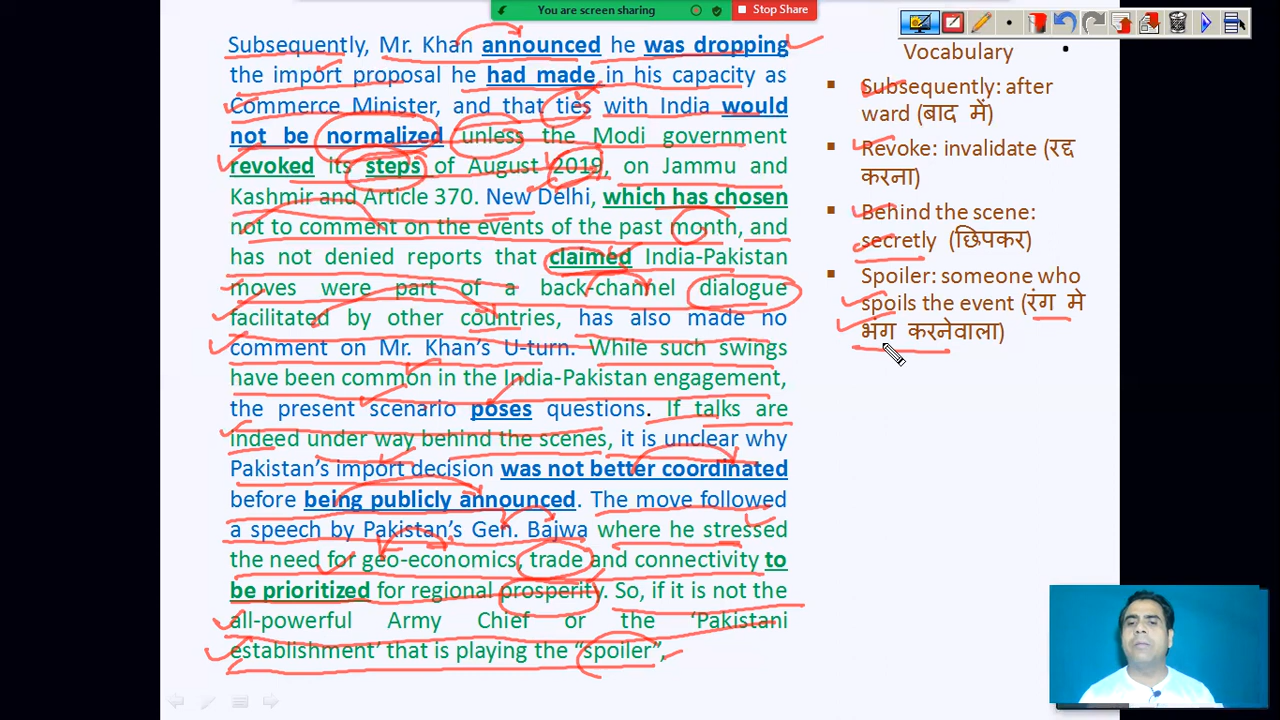 You are screen sharing
Stop Share
Subsequently, Mr. Khan announced he was dropping
the import proposal he had made in his capacity as
Commerce Minister, and that ties with India would
not be normalized unless the Modi government
revoked its steps of August 2019, on Jammu and
Kashmir and Article 370. New Delhi, which has chosen
not to comment on the events of the past month, and
has not denied reports that claimed India-Pakistan
moves were part of a back-channel dialogue
facilitated by other countries, has also made no
comment on Mr. Khan’s U-turn. While such swings
have been common in the India-Pakistan engagement,
the present scenario poses questions. If talks are
indeed under way behind the scenes, it is unclear why
Pakistan’s import decision was not better coordinated
before being publicly announced. The move followed
a speech by Pakistan’s Gen. Bajwa where he stressed
the need for geo-economics, trade and connectivity to
be prioritized for regional prosperity. So, if it is not the
all-powerful Army Chief or the ‘Pakistani
establishment’ that is playing the “spoiler”,
Vocabulary
Subsequently: after
ward (बाद में)
Revoke: invalidate (रद्द
करना)
Behind the scene:
secretly (छिपकर)
Spoiler: someone who
spoils the event (रंग मे
भंग करनेवाला)